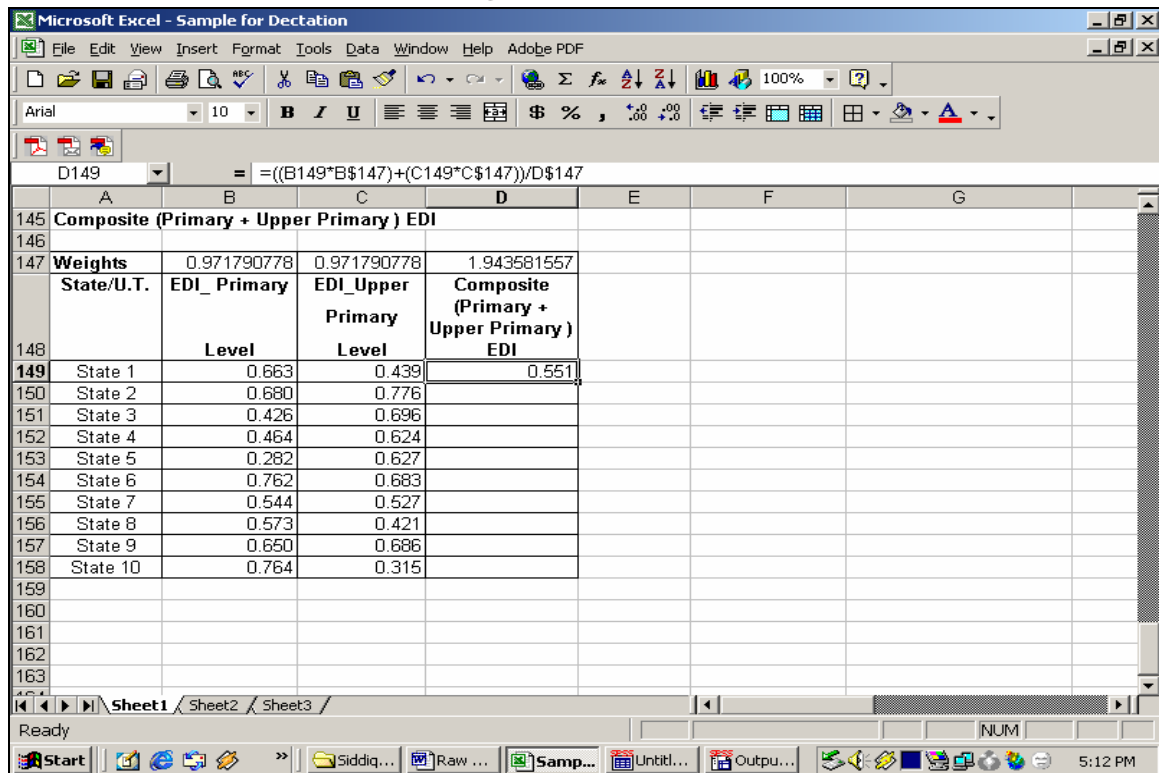 Microsoft Excel - Sample for Dectation
File Edit View Insert Format Tools Data Window Help Adobe PDF
100%
Arial 10 B I U $ % ,
D149 = =((B149*B$147)+(C149*C$147))/D$147
A B C D E F G
145 Composite (Primary + Upper Primary ) EDI
146
147 Weights 0.971790778 0.971790778 1.943581557
State/U.T. EDI_ Primary EDI_Upper Composite
Primary (Primary +
Upper Primary )
148 Level Level EDI
149 State 1 0.663 0.439 0.551
150 State 2 0.680 0.776
151 State 3 0.426 0.696
152 State 4 0.464 0.624
153 State 5 0.282 0.627
154 State 6 0.762 0.683
155 State 7 0.544 0.527
156 State 8 0.573 0.421
157 State 9 0.650 0.686
158 State 10 0.764 0.315
159
160
161
162
163
Sheet1 Sheet2 Sheet3
Ready NUM
Start » Siddiq... Raw ... Samp... Untitl... Outpu... 5:12 PM